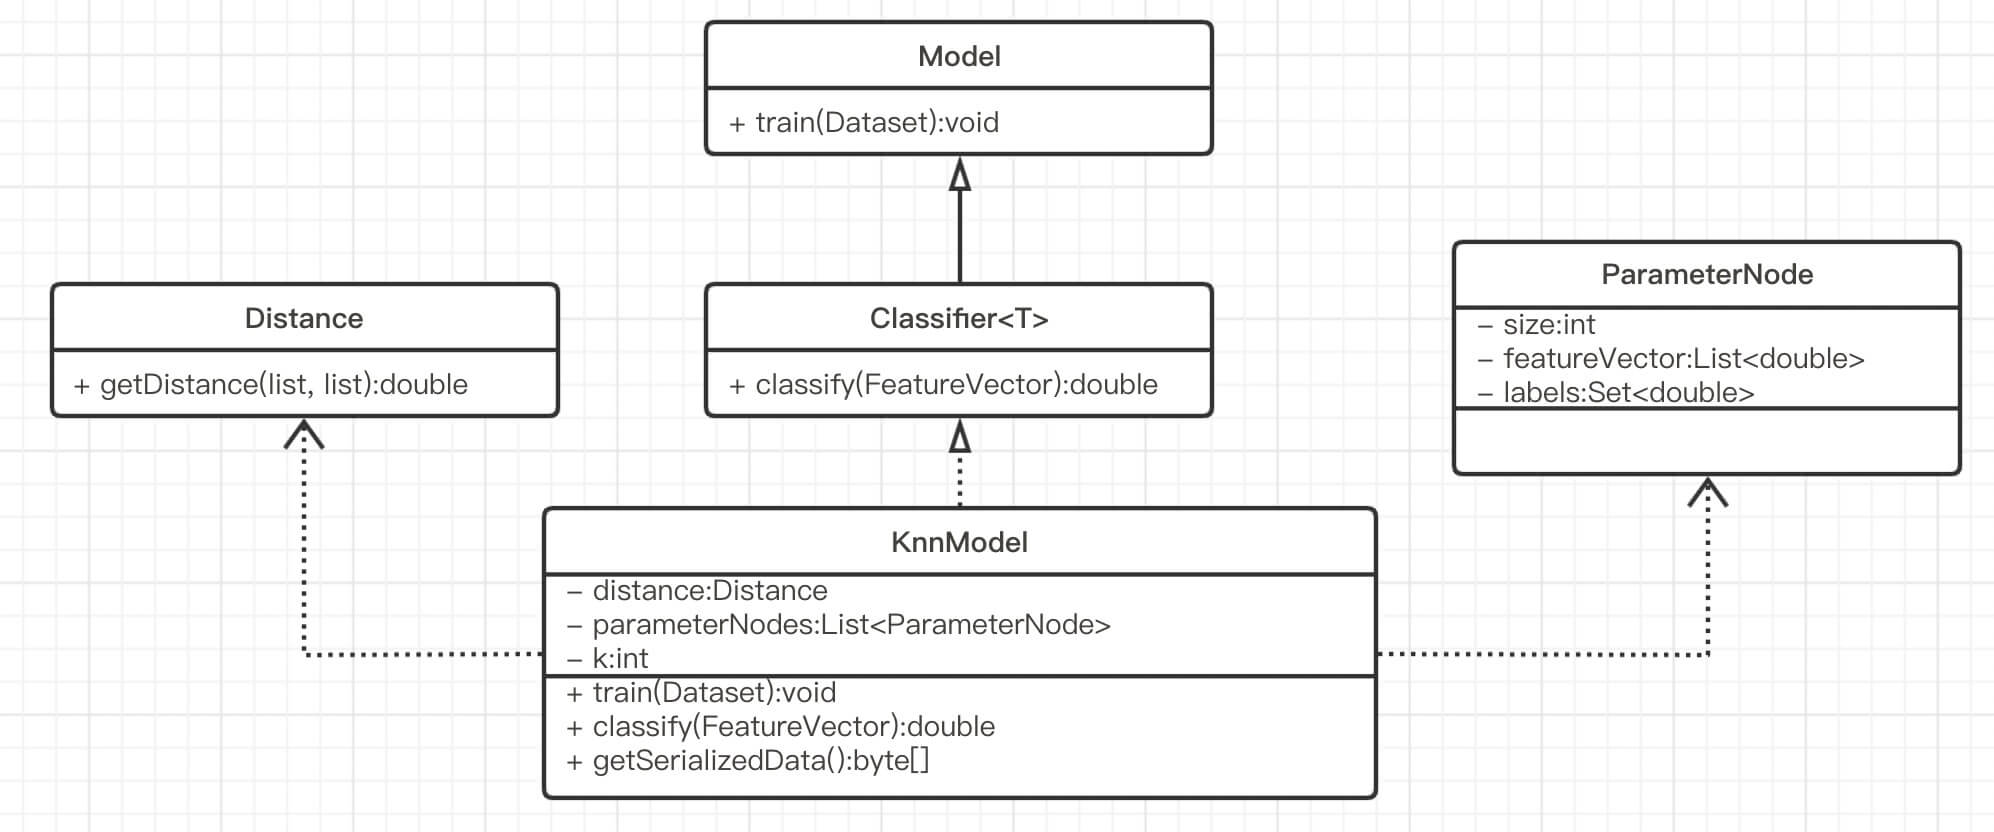 Model
+ train(Dataset):void
Distance
+ getDistance(list, list):double
Classifier<T>
+ classify(FeatureVector):double
ParameterNode
– size:int
– featureVector:List<double>
– labels:Set<double>
KnnModel
– distance:Distance
– parameterNodes:List<ParameterNode>
– k:int
+ train(Dataset):void
+ classify(FeatureVector):double
+ getSerializedData():byte[]